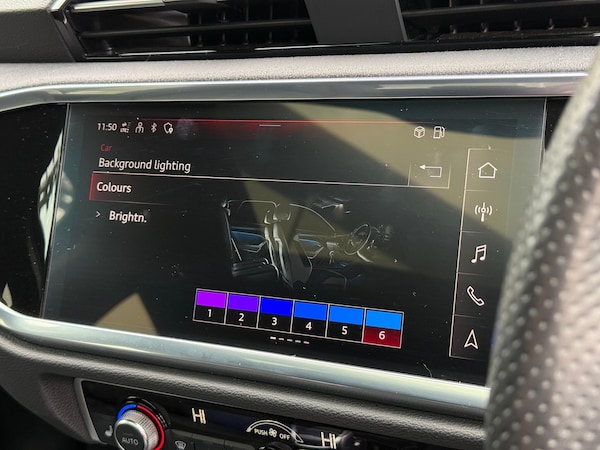 11:50
Car
Background lighting
Colours
> Brightn.
1 2 3 4 5 6
AUTO
HI
PUSH OFF
HI